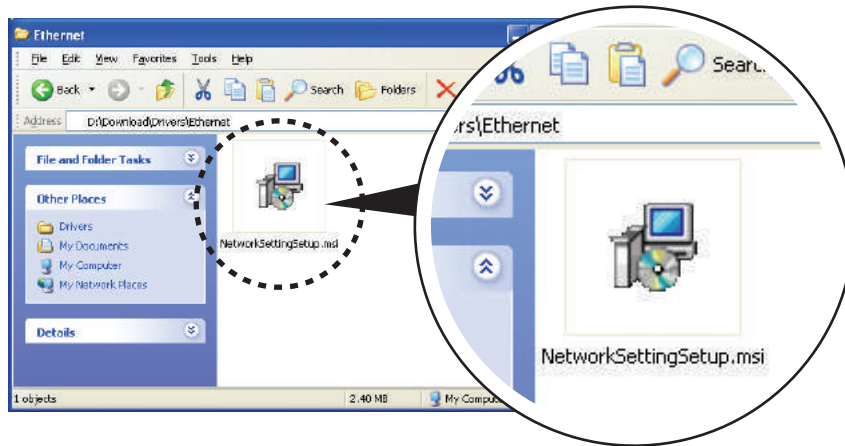 Ethernet
File Edit View Favorites Tools Help
Back Search Folders
Address D:\Download\Drivers\Ethernet
File and Folder Tasks
Other Places
Drivers
My Documents
My Computer
My Network Places
Details
NetworkSettingSetup.msi
1 objects 2.40 MB My Comput
Searc
rs\Ethernet
NetworkSettingSetup.msi